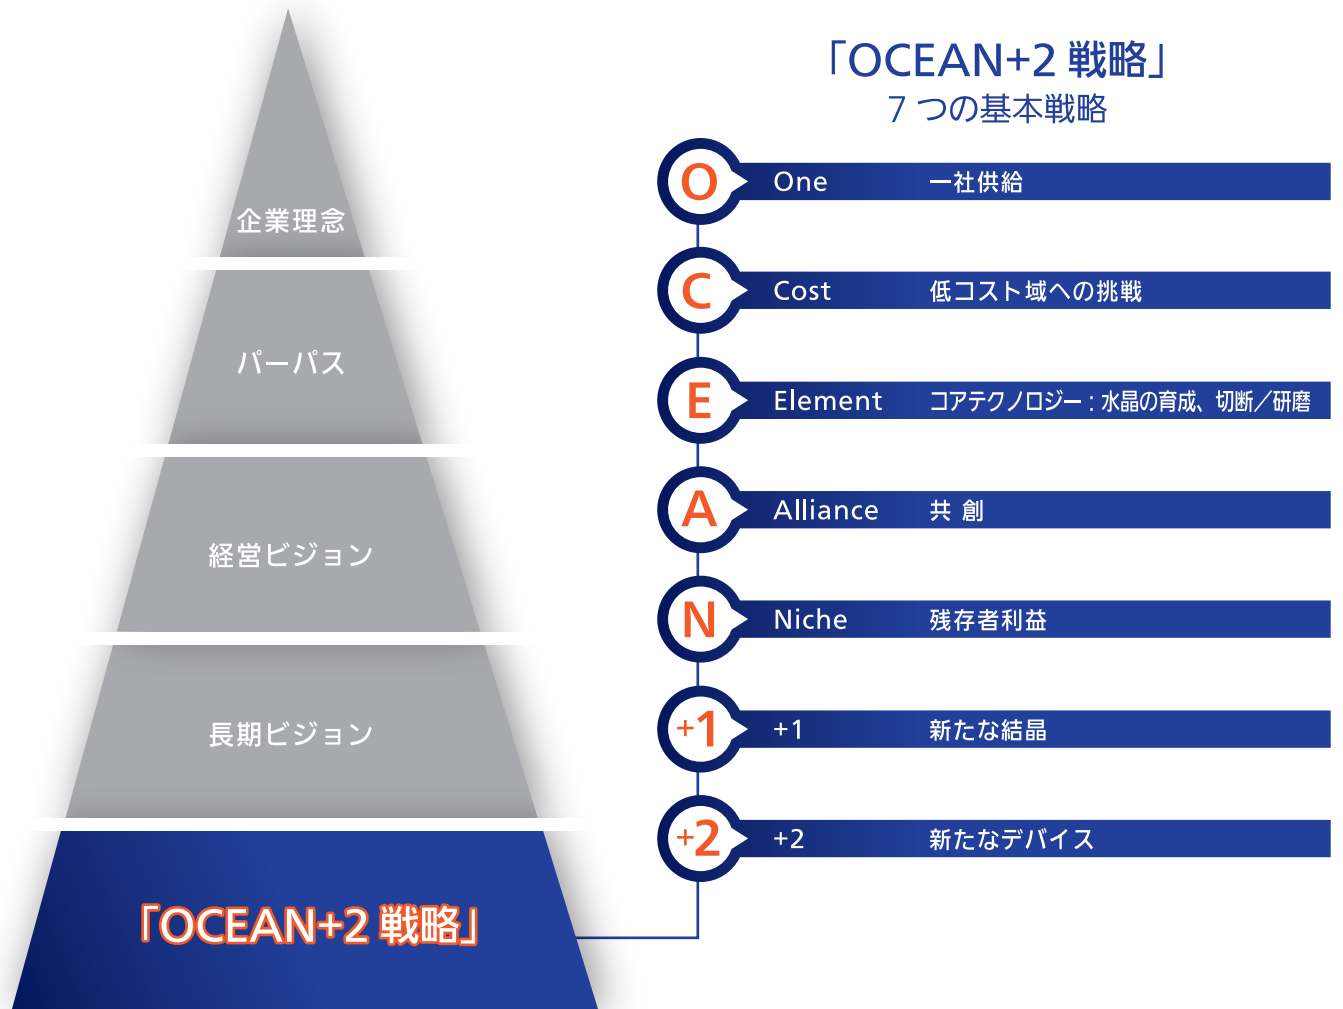 企業理念
パーパス
経営ビジョン
長期ビジョン
「OCEAN+2 戦略」
「OCEAN+2 戦略」
7 つの基本戦略
O One 一社供給
C Cost 低コスト域への挑戦
E Element コアテクノロジー：水晶の育成、切断／研磨
A Alliance 共 創
N Niche 残存者利益
+1 +1 新たな結晶
+2 +2 新たなデバイス